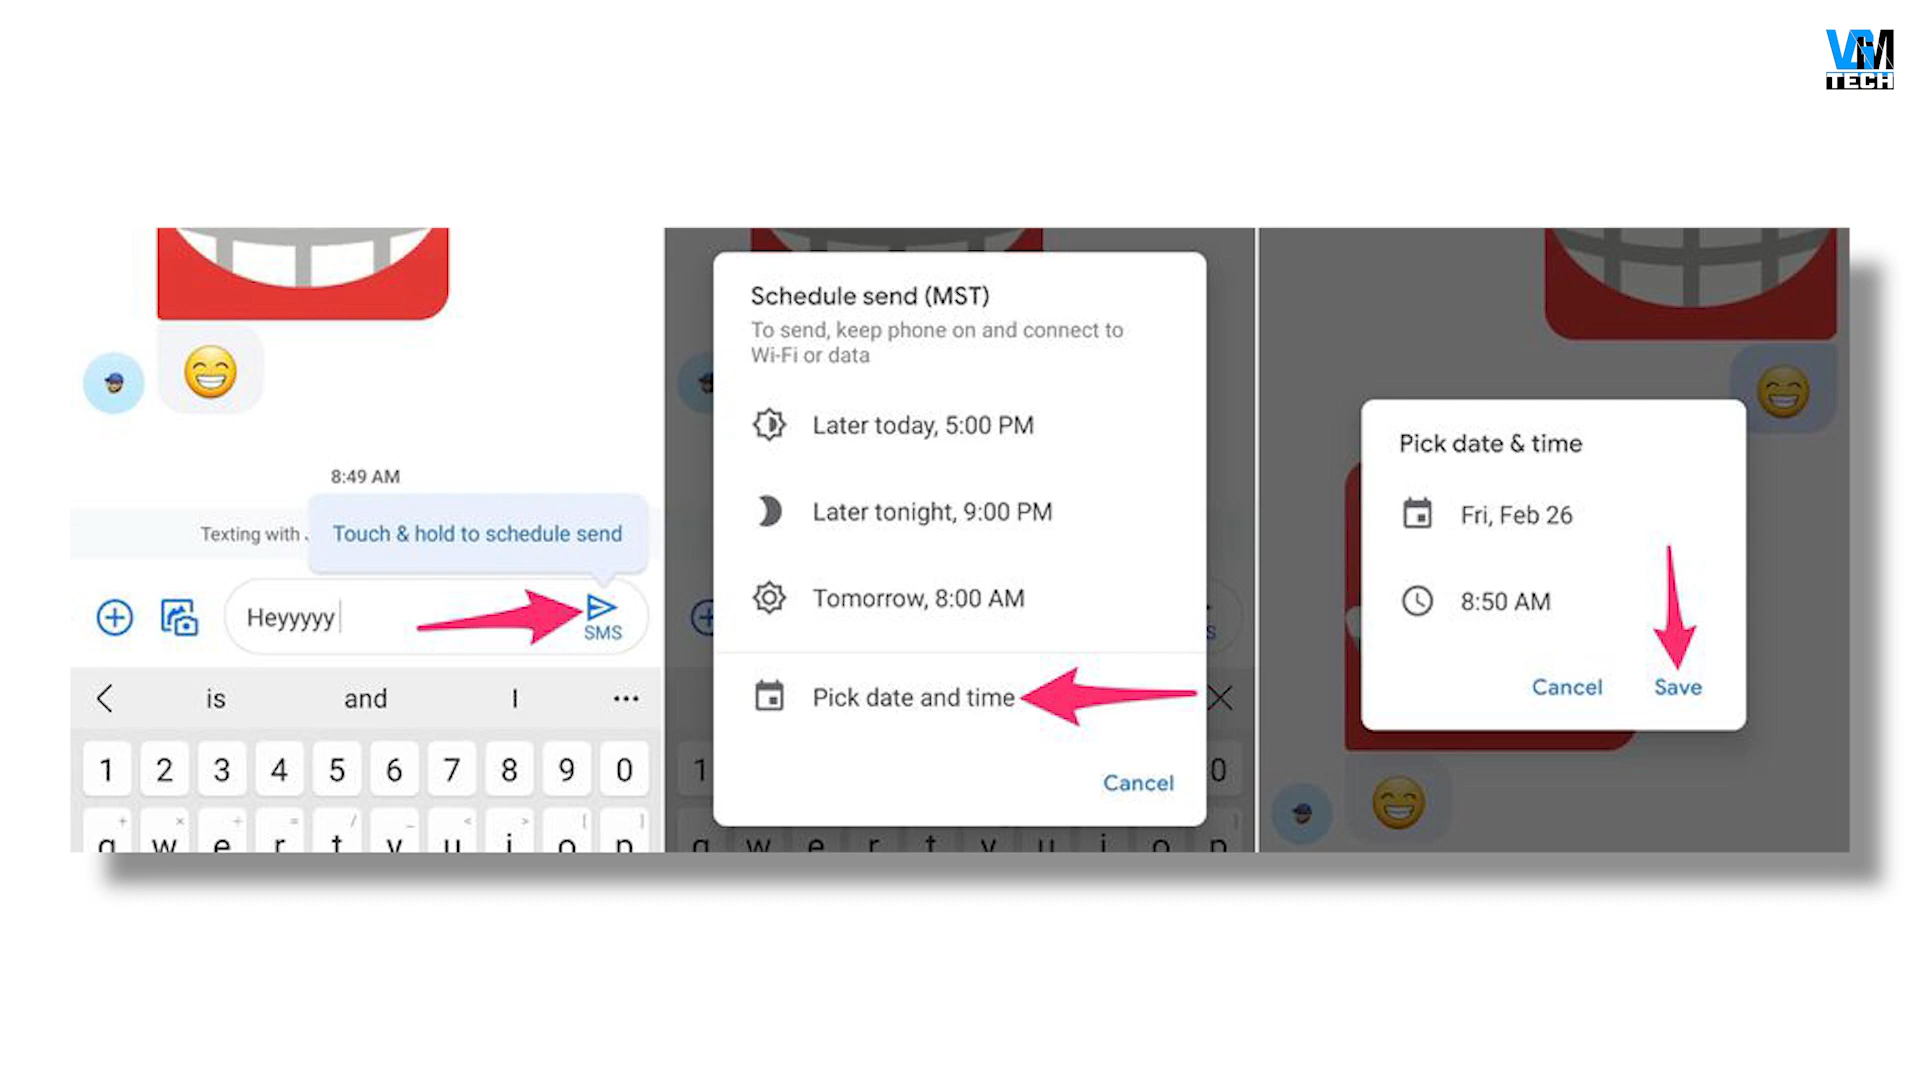 VGM
TECH
8:49 AM
Texting with
Touch & hold to schedule send
Heyyyyy
SMS
is and I
1 2 3 4 5 6 7 8 9 0
q w e r t y u i o p
Schedule send (MST)
To send, keep phone on and connect to
Wi-Fi or data
Later today, 5:00 PM
Later tonight, 9:00 PM
Tomorrow, 8:00 AM
Pick date and time
Cancel
S
1 0
q w e r t y u i o p
Pick date & time
Fri, Feb 26
8:50 AM
Cancel Save